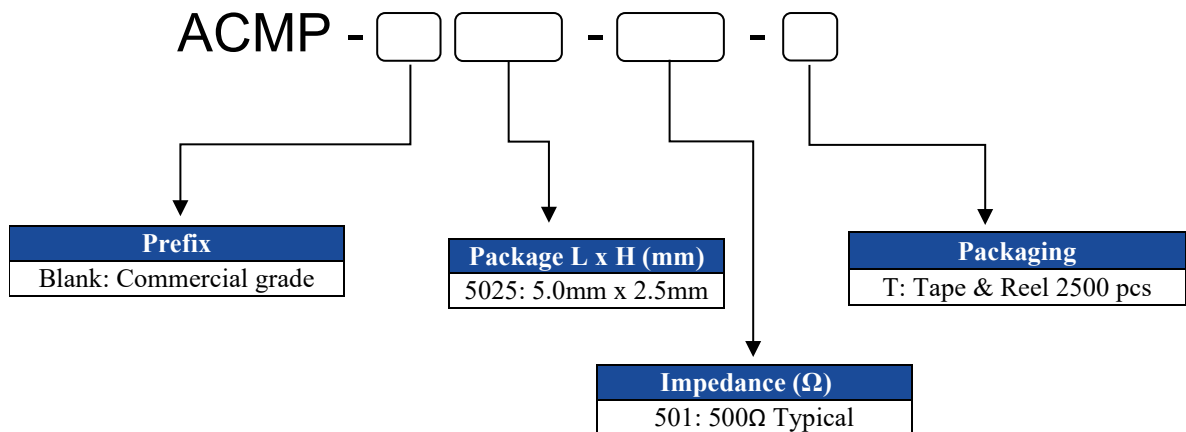 ACMP - - -
Prefix
Blank: Commercial grade
Package L x H (mm)
5025: 5.0mm x 2.5mm
Packaging
T: Tape & Reel 2500 pcs
Impedance (Ω)
501: 500Ω Typical